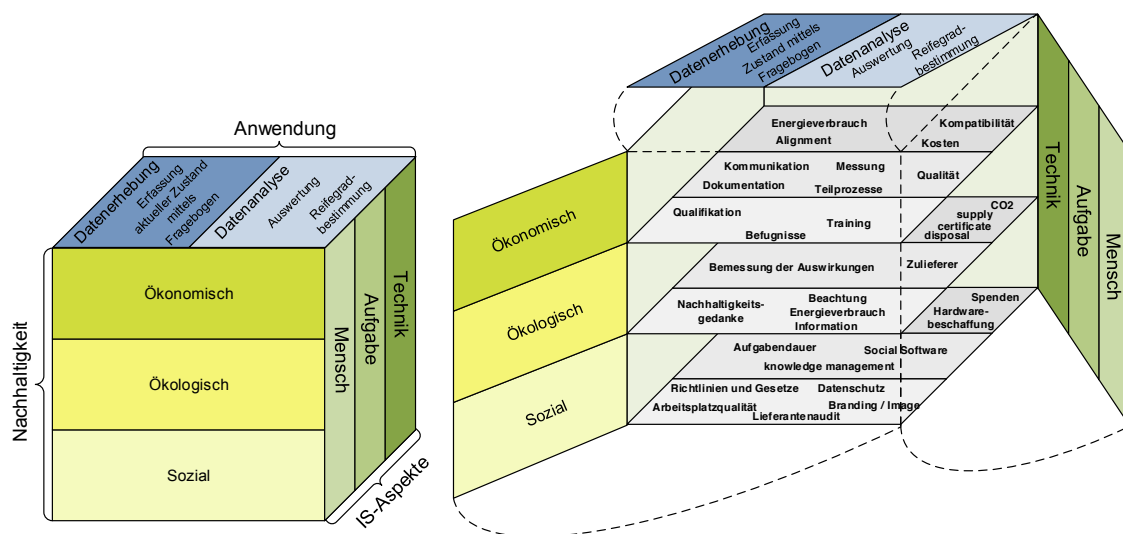 Anwendung
Datenerhebung
Erfassung
aktueller Zustand
mittels
Fragebogen
Datenanalyse
Auswertung
Reifegrad-
bestimmung
Nachhaltigkeit
Ökonomisch
Ökologisch
Sozial
Mensch
Aufgabe
Technik
IS-Aspekte
Datenerhebung
Erfassung
Zustand mittels
Fragebogen
Datenanalyse
Auswertung
Reifegrad-
bestimmung
Ökonomisch
Ökologisch
Sozial
Energieverbrauch
Kompatibilität
Alignment
Kosten
Kommunikation
Messung
Qualität
Dokumentation
Teilprozesse
Qualifikation
Training
Befugnisse
CO2
supply
certificate
disposal
Bemessung der Auswirkungen
Zulieferer
Nachhaltigkeits-
gedanke
Beachtung
Energieverbrauch
Information
Spenden
Hardware-
beschaffung
Aufgabendauer
Social Software
knowledge management
Richtlinien und Gesetze
Datenschutz
Arbeitsplatzqualität
Branding / Image
Lieferantenaudit
Technik
Aufgabe
Mensch